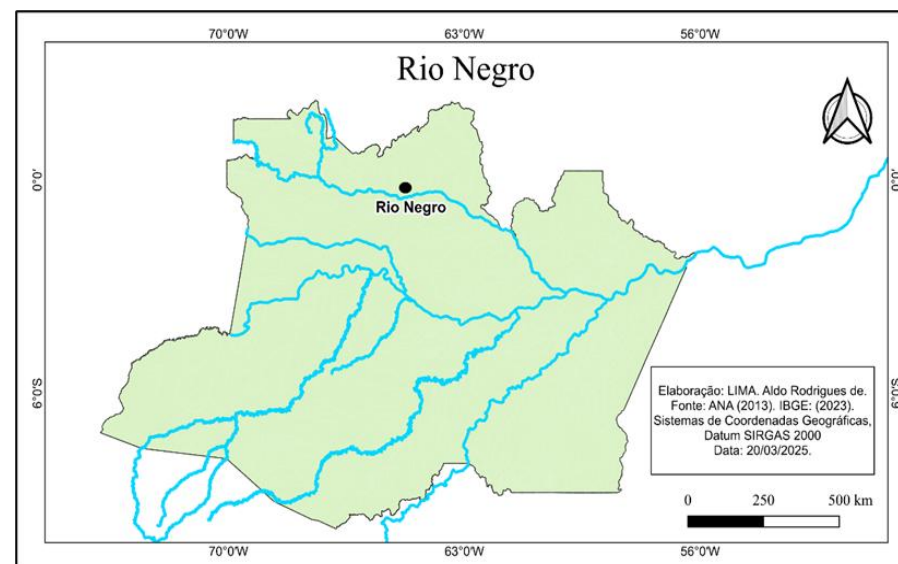 70°0'W 63°0'W 56°0'W
Rio Negro
0°0'
0°0'
Rio Negro
6°0'S
6°0'S
Elaboração: LIMA. Aldo Rodrigues de.
Fonte: ANA (2013). IBGE: (2023).
Sistemas de Coordenadas Geográficas,
Datum SIRGAS 2000
Data: 20/03/2025.
0 250 500 km
70°0'W 63°0'W 56°0'W